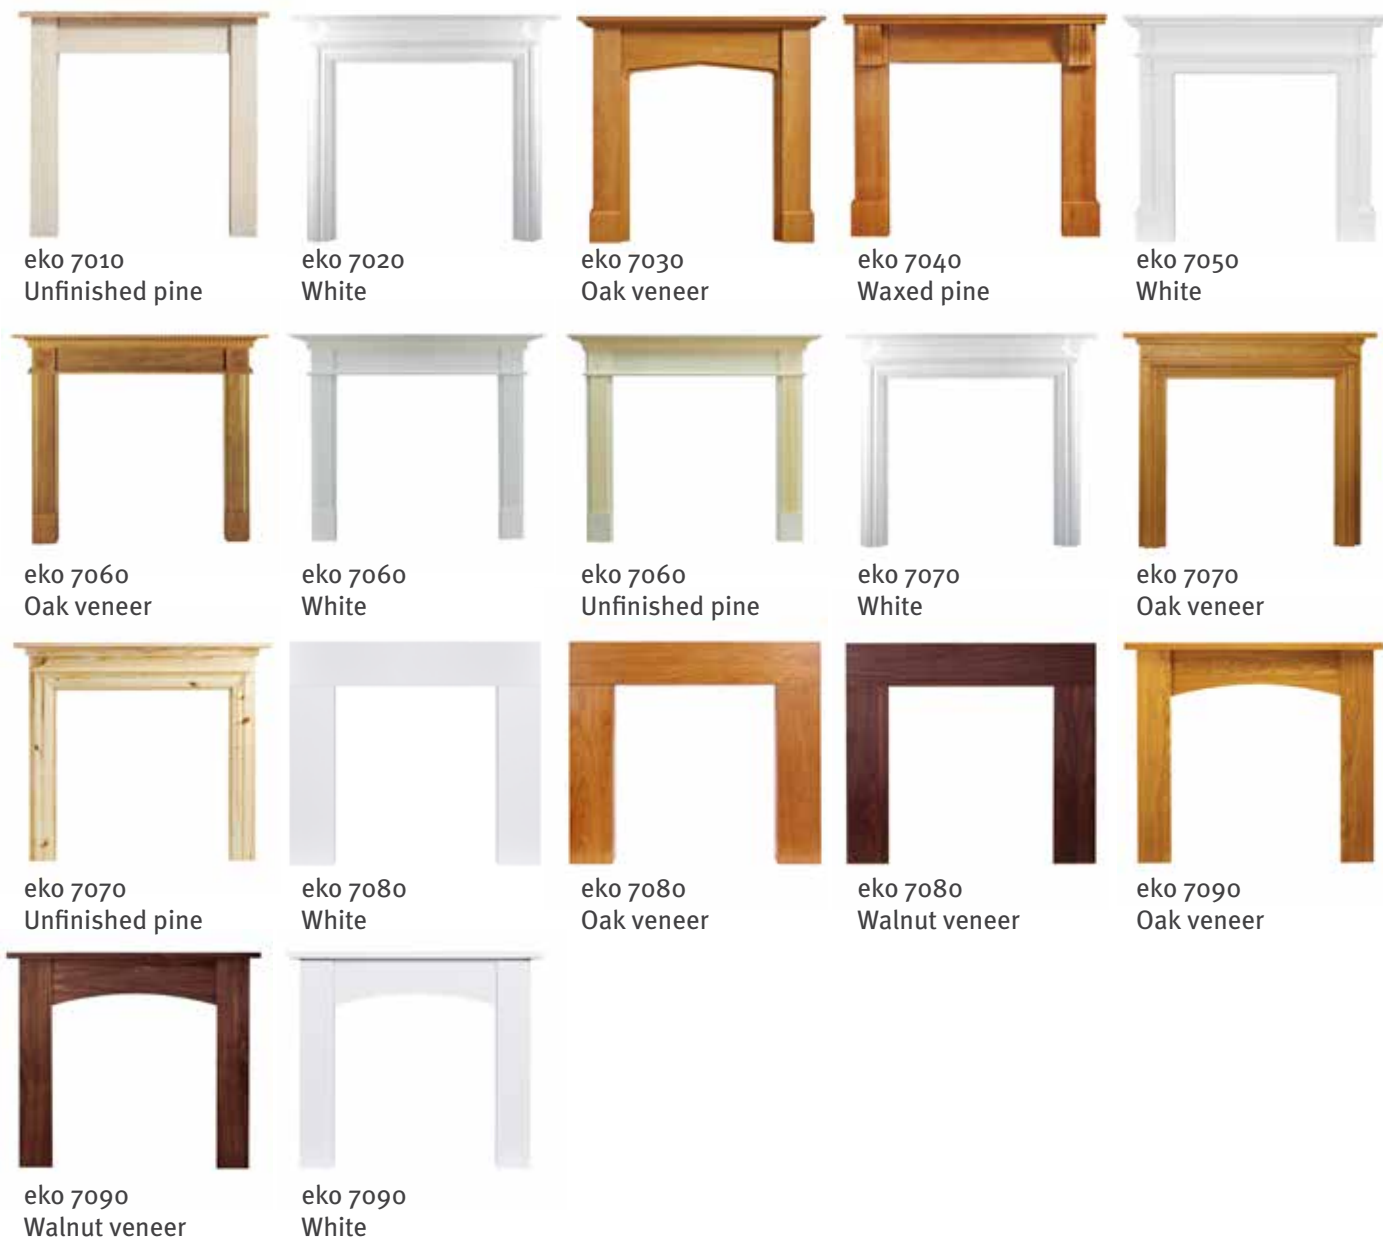 eko 7010
Unfinished pine
eko 7020
White
eko 7030
Oak veneer
eko 7040
Waxed pine
eko 7050
White
eko 7060
Oak veneer
eko 7060
White
eko 7060
Unfinished pine
eko 7070
White
eko 7070
Oak veneer
eko 7070
Unfinished pine
eko 7080
White
eko 7080
Oak veneer
eko 7080
Walnut veneer
eko 7090
Oak veneer
eko 7090
Walnut veneer
eko 7090
White